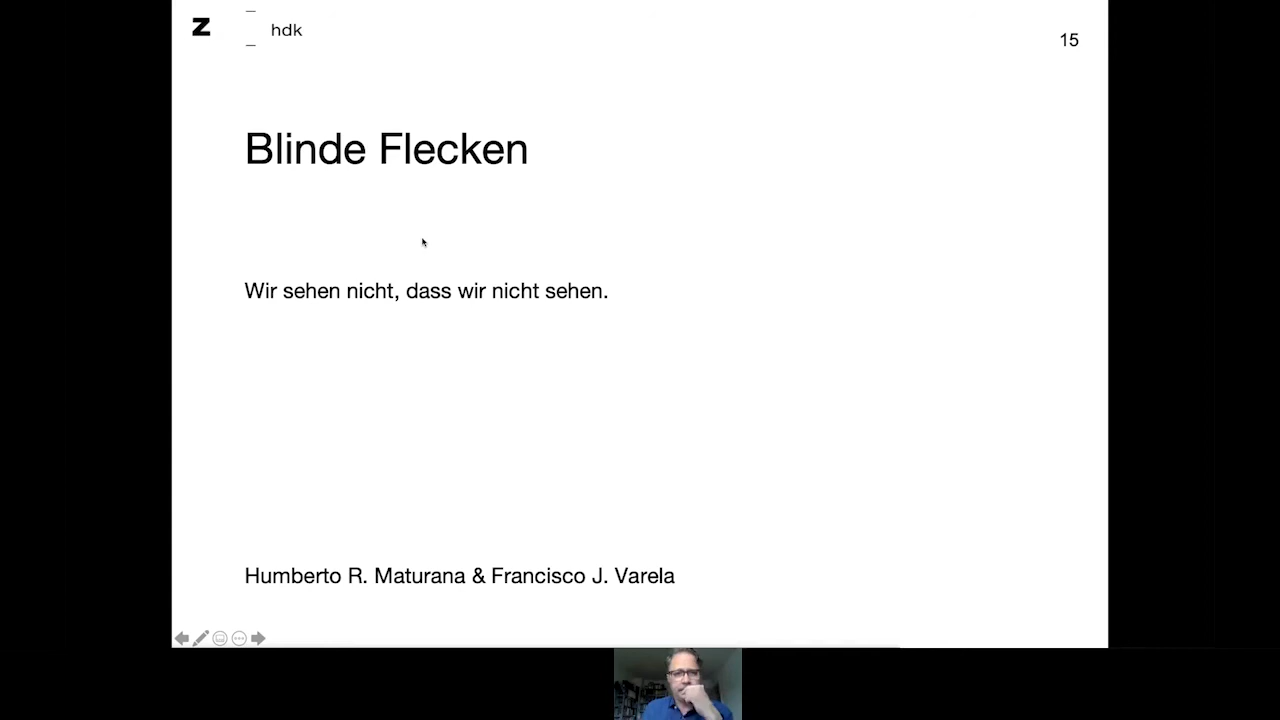 Z hdk
15
Blinde Flecken
Wir sehen nicht, dass wir nicht sehen.
Humberto R. Maturana & Francisco J. Varela